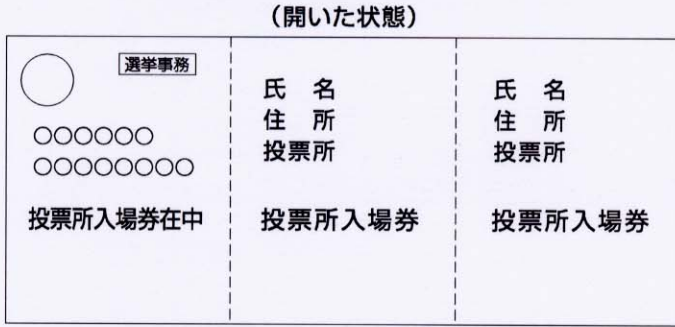 (開いた状態)
選挙事務
○○○○○○
○○○○○○○○
投票所入場券在中
氏 名
住 所
投票所
投票所入場券
氏 名
住 所
投票所
投票所入場券